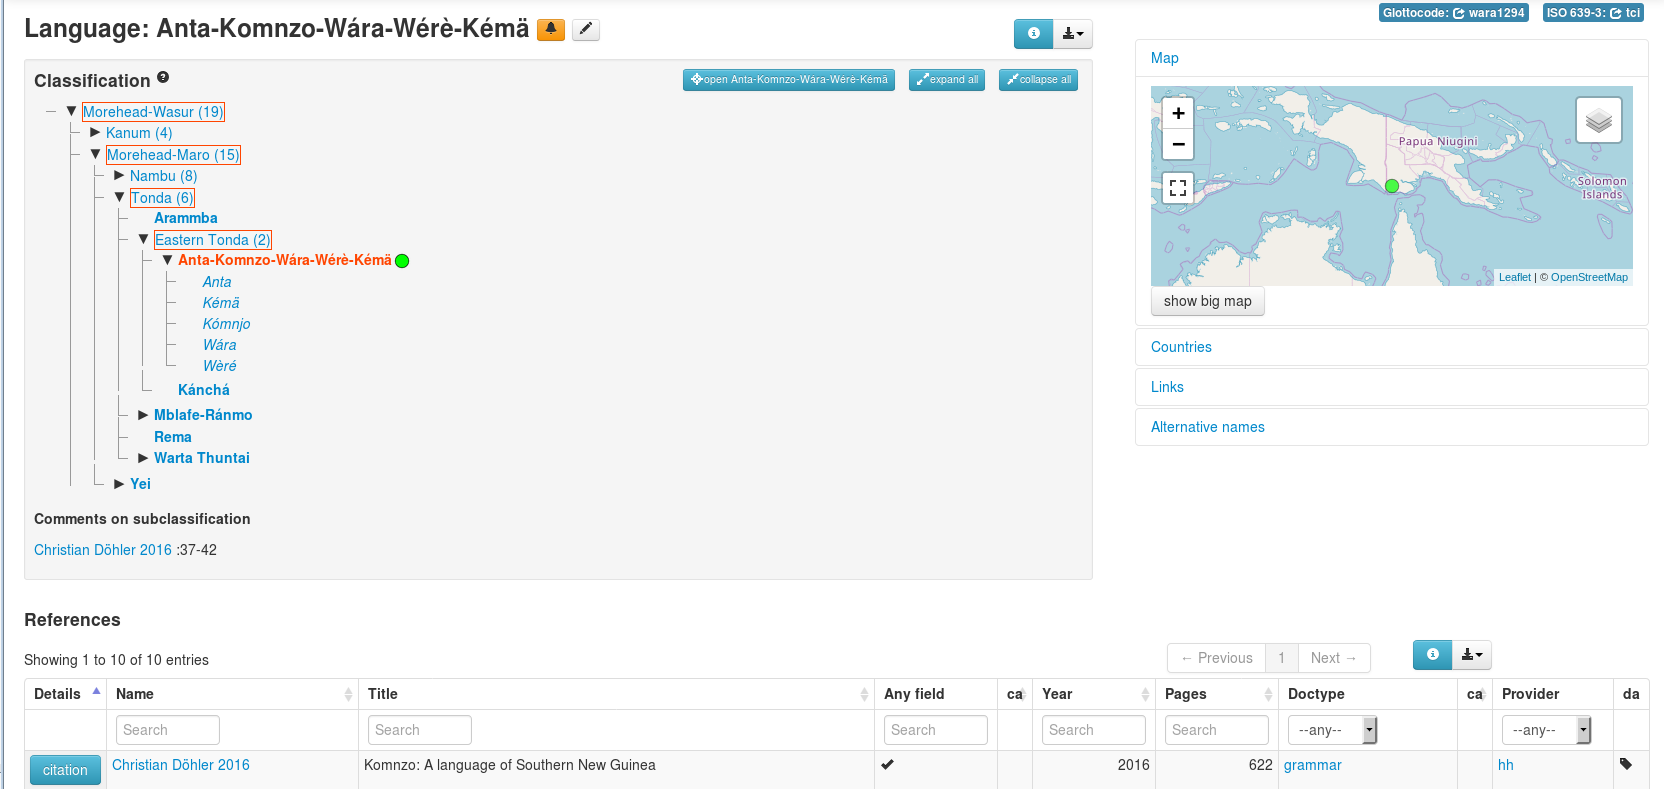 Language: Anta-Komnzo-Wára-Wérè-Kémä
Glottocode: wara1294 ISO 639-3: tci
Classification
open Anta-Komnzo-Wára-Wérè-Kémä expand all collapse all
Morehead-Wasur (19)
Kanum (4)
Morehead-Maro (15)
Nambu (8)
Tonda (6)
Arammba
Eastern Tonda (2)
Anta-Komnzo-Wára-Wérè-Kémä
Anta
Kémä
Kómnjo
Wára
Wèré
Kánchá
Mblafe-Ránmo
Rema
Warta Thuntai
Yei
Comments on subclassification
Christian Döhler 2016 :37-42
Map
+
−
Papua Niugini
Solomon
Islands
Leaflet | © OpenStreetMap
show big map
Countries
Links
Alternative names
References
Showing 1 to 10 of 10 entries
← Previous 1 Next →
Details Name Title Any field ca Year Pages Doctype ca Provider da
Search Search Search Search Search --any-- --any--
citation Christian Döhler 2016 Komnzo: A language of Southern New Guinea 2016 622 grammar hh